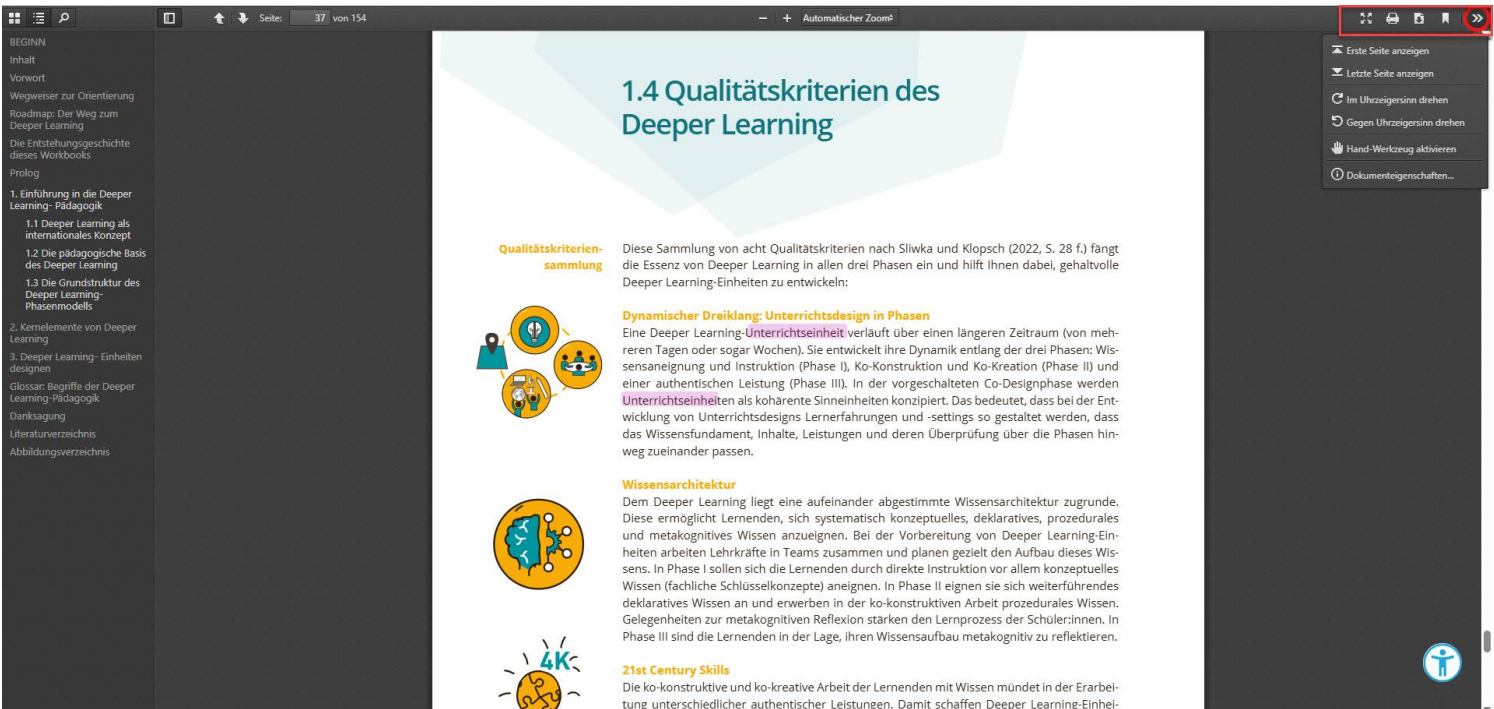 Seite: 37 von 154
Automatischer Zoom
BEGINN
Inhalt
Vorwort
Wegweiser zur Orientierung
Roadmap: Der Weg zum
Deeper Learning
Die Entstehungsgeschichte
dieses Workbooks
Prolog
1. Einführung in die Deeper
Learning- Pädagogik
1.1 Deeper Learning als
internationales Konzept
1.2 Die pädagogische Basis
des Deeper Learning
1.3 Die Grundstruktur des
Deeper Learning-
Phasenmodells
2. Kernelemente von Deeper
Learning
3. Deeper Learning- Einheiten
designen
Glossar: Begriffe der Deeper
Learning-Pädagogik
Danksagung
Literaturverzeichnis
Abbildungsverzeichnis
1.4 Qualitätskriterien des
Deeper Learning
Qualitätskriterien-
sammlung
Diese Sammlung von acht Qualitätskriterien nach Sliwka und Klopsch (2022, S. 28 f.) fängt
die Essenz von Deeper Learning in allen drei Phasen ein und hilft Ihnen dabei, gehaltvolle
Deeper Learning-Einheiten zu entwickeln:
Dynamischer Dreiklang: Unterrichtsdesign in Phasen
Eine Deeper Learning-Unterrichtseinheit verläuft über einen längeren Zeitraum (von meh-
reren Tagen oder sogar Wochen). Sie entwickelt ihre Dynamik entlang der drei Phasen: Wis-
sensaneignung und Instruktion (Phase I), Ko-Konstruktion und Ko-Kreation (Phase II) und
einer authentischen Leistung (Phase III). In der vorgeschalteten Co-Designphase werden
Unterrichtseinheiten als kohärente Sinneinheiten konzipiert. Das bedeutet, dass bei der Ent-
wicklung von Unterrichtsdesigns Lernerfahrungen und -settings so gestaltet werden, dass
das Wissensfundament, Inhalte, Leistungen und deren Überprüfung über die Phasen hin-
weg zueinander passen.
Wissensarchitektur
Dem Deeper Learning liegt eine aufeinander abgestimmte Wissensarchitektur zugrunde.
Diese ermöglicht Lernenden, sich systematisch konzeptuelles, deklaratives, prozedurales
und metakognitives Wissen anzueignen. Bei der Vorbereitung von Deeper Learning-Ein-
heiten arbeiten Lehrkräfte in Teams zusammen und planen gezielt den Aufbau dieses Wis-
sens. In Phase I sollen sich die Lernenden durch direkte Instruktion vor allem konzeptuelles
Wissen (fachliche Schlüsselkonzepte) aneignen. In Phase II eignen sie sich weiterführendes
deklaratives Wissen an und erwerben in der ko-konstruktiven Arbeit prozedurales Wissen.
Gelegenheiten zur metakognitiven Reflexion stärken den Lernprozess der Schüler:innen. In
Phase III sind die Lernenden in der Lage, ihren Wissensaufbau metakognitiv zu reflektieren.
4K
21st Century Skills
Die ko-konstruktive und ko-kreative Arbeit der Lernenden mit Wissen mündet in der Erarbei-
tung unterschiedlicher authentischer Leistungen. Damit schaffen Deeper Learning-Einhei-
Erste Seite anzeigen
Letzte Seite anzeigen
Im Uhrzeigersinn drehen
Gegen Uhrzeigersinn drehen
Hand-Werkzeug aktivieren
Dokumenteigenschaften...